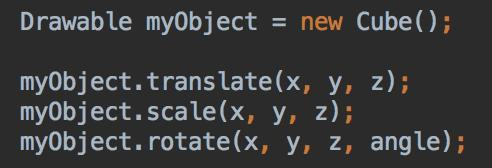 Drawable myObject = new Cube();
myObject.translate(x, y, z);
myObject.scale(x, y, z);
myObject.rotate(x, y, z, angle);